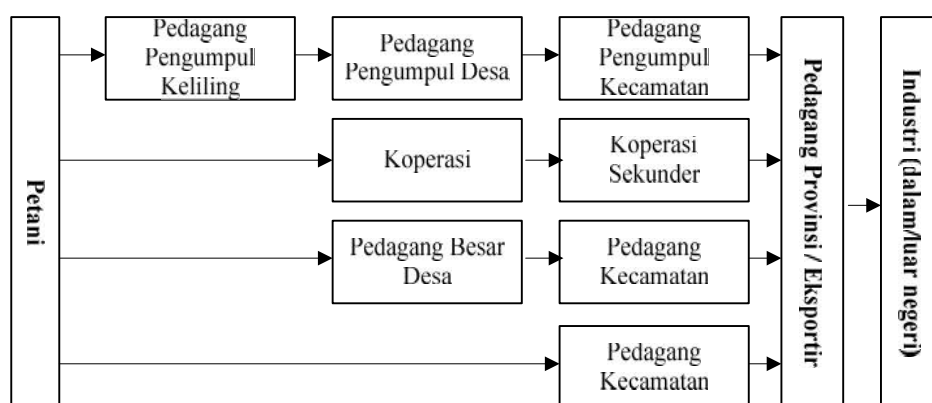 Petani
Pedagang
Pengumpul
Keliling
Pedagang
Pengumpul Desa
Pedagang
Pengumpul
Kecamatan
Koperasi
Koperasi
Sekunder
Pedagang Besar
Desa
Pedagang
Kecamatan
Pedagang
Kecamatan
Pedagang Provinsi / Eksportir
Industri (dalam/luar negeri)